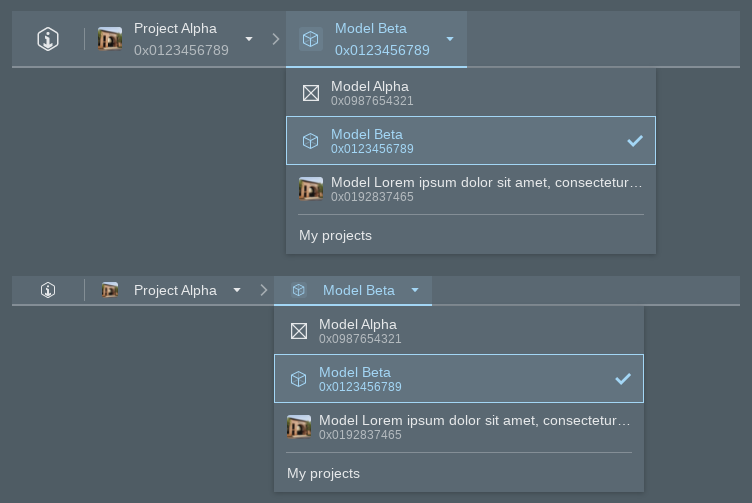 Project Alpha
0x0123456789
Model Beta
0x0123456789
Model Alpha
0x0987654321
Model Beta
0x0123456789
Model Lorem ipsum dolor sit amet, consectetur…
0x0192837465
My projects
Project Alpha
Model Beta
Model Alpha
0x0987654321
Model Beta
0x0123456789
Model Lorem ipsum dolor sit amet, consectetur…
0x0192837465
My projects